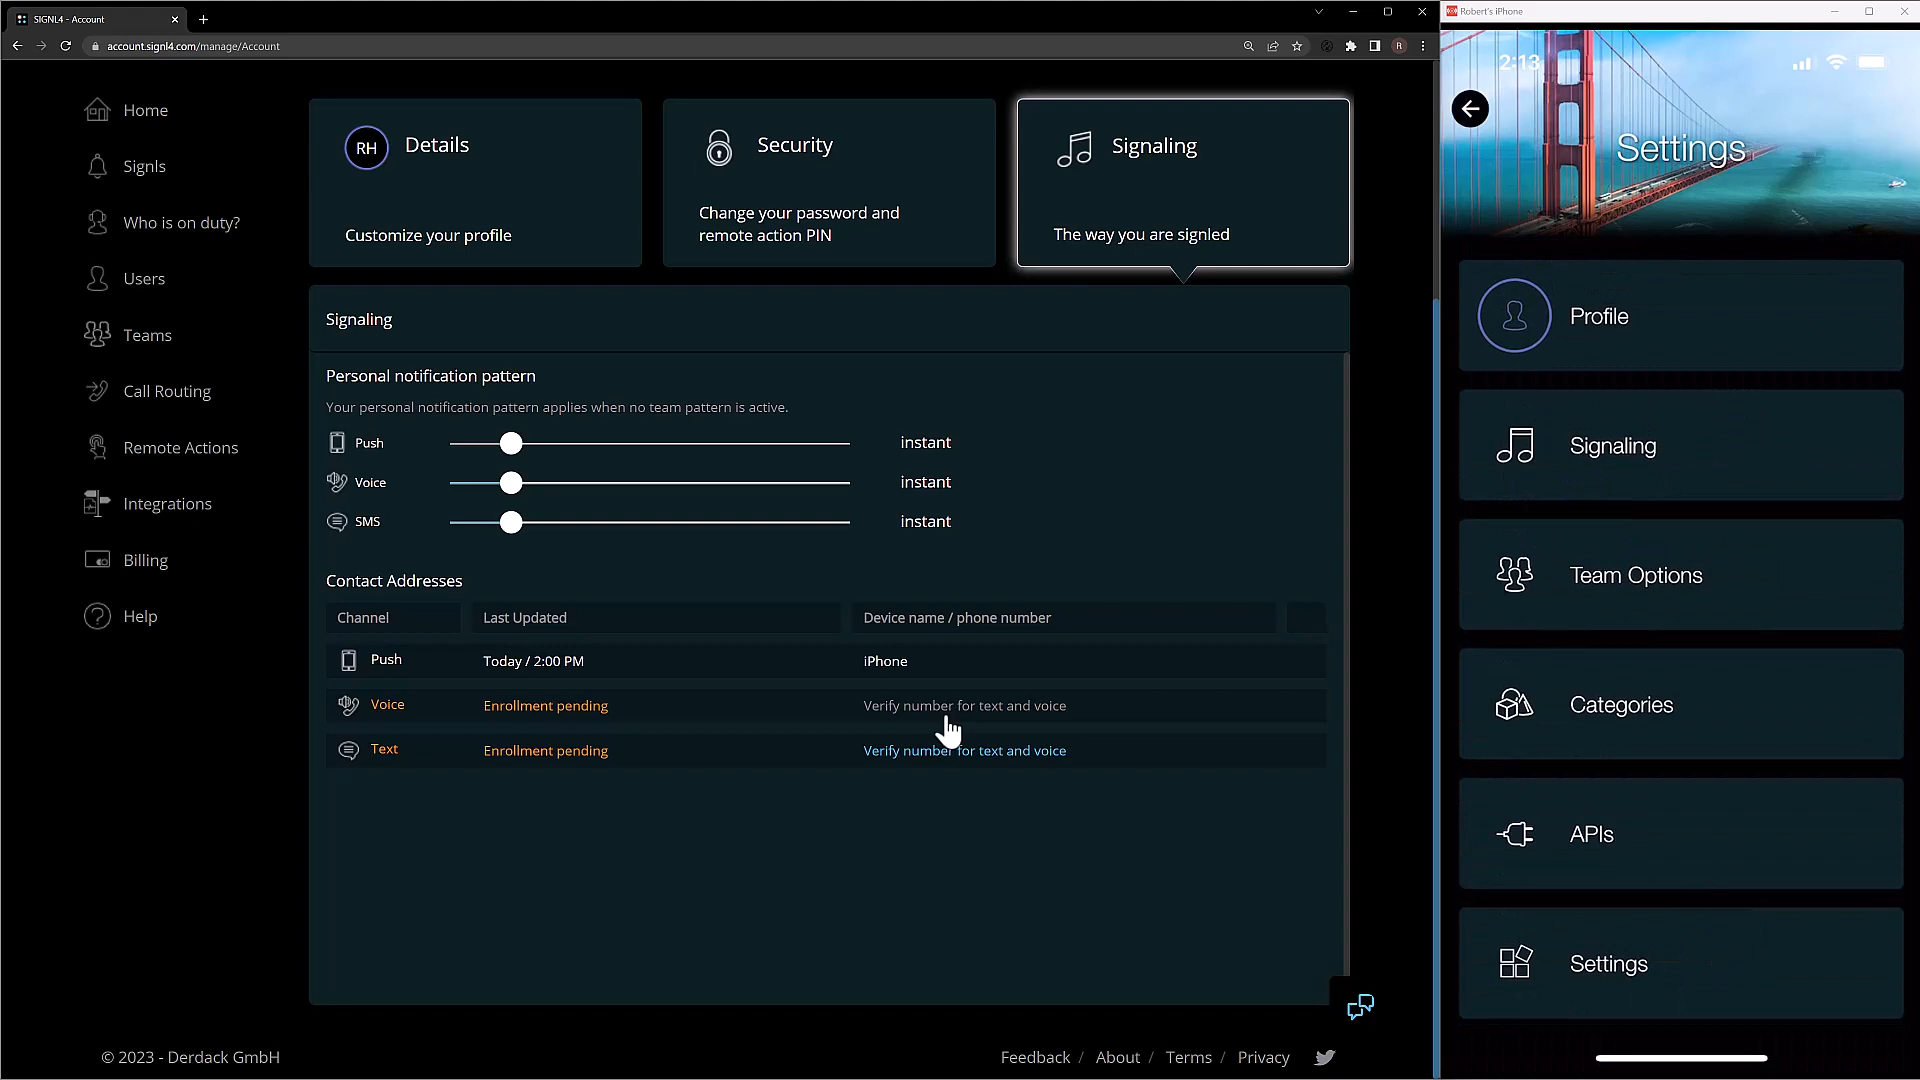 SIGNL4 - Account
account.signl4.com/manage/Account
R
Home
Signls
Who is on duty?
Users
Teams
Call Routing
Remote Actions
Integrations
Billing
Help
RH
Details
Customize your profile
Security
Change your password and
remote action PIN
Signaling
The way you are signled
Signaling
Personal notification pattern
Your personal notification pattern applies when no team pattern is active.
Push instant
Voice instant
SMS instant
Contact Addresses
Channel Last Updated Device name / phone number
Push Today / 2:00 PM iPhone
Voice Enrollment pending Verify number for text and voice
Text Enrollment pending Verify number for text and voice
© 2023 - Derdack GmbH
Feedback / About / Terms / Privacy
Robert's iPhone
2:13
Settings
Profile
Signaling
Team Options
Categories
APIs
Settings